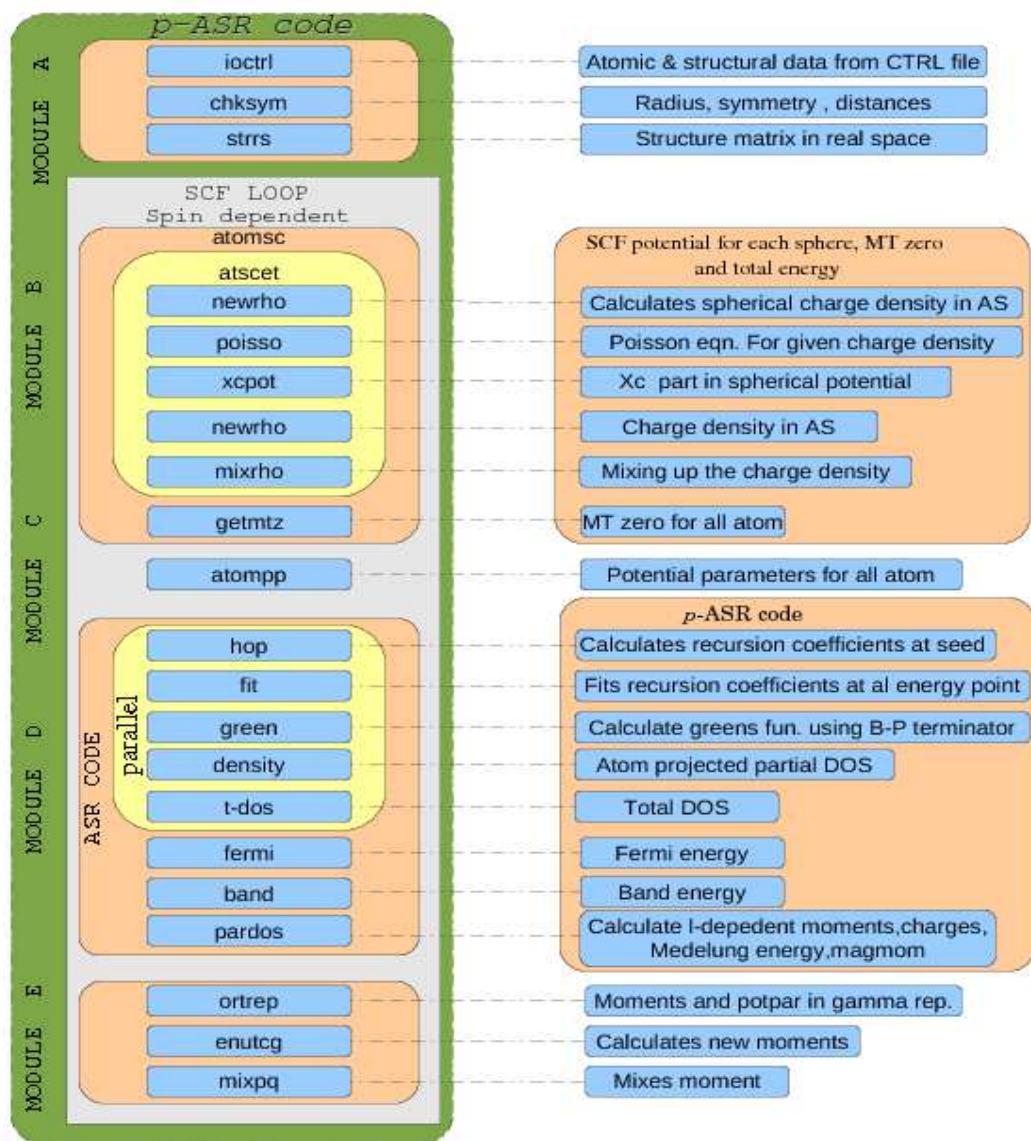 p-ASR code
MODULE A
ioctrl
Atomic & structural data from CTRL file
chksym
Radius, symmetry , distances
strrs
Structure matrix in real space
SCF LOOP
Spin dependent
MODULE B
atomsc
SCF potential for each sphere, MT zero
and total energy
atscet
newrho
Calculates spherical charge density in AS
poisso
Poisson eqn. For given charge density
xcpot
Xc part in spherical potential
newrho
Charge density in AS
mixrho
Mixing up the charge density
getmtz
MT zero for all atom
MODULE C
atompp
Potential parameters for all atom
MODULE D
ASR CODE
parallel
p-ASR code
hop
Calculates recursion coefficients at seed
fit
Fits recursion coefficients at al energy point
green
Calculate greens fun. using B-P terminator
density
Atom projected partial DOS
t-dos
Total DOS
fermi
Fermi energy
band
Band energy
pardos
Calculate l-depedent moments,charges,
Medelung energy,magmom
MODULE E
ortrep
Moments and potpar in gamma rep.
enutcg
Calculates new moments
mixpq
Mixes moment